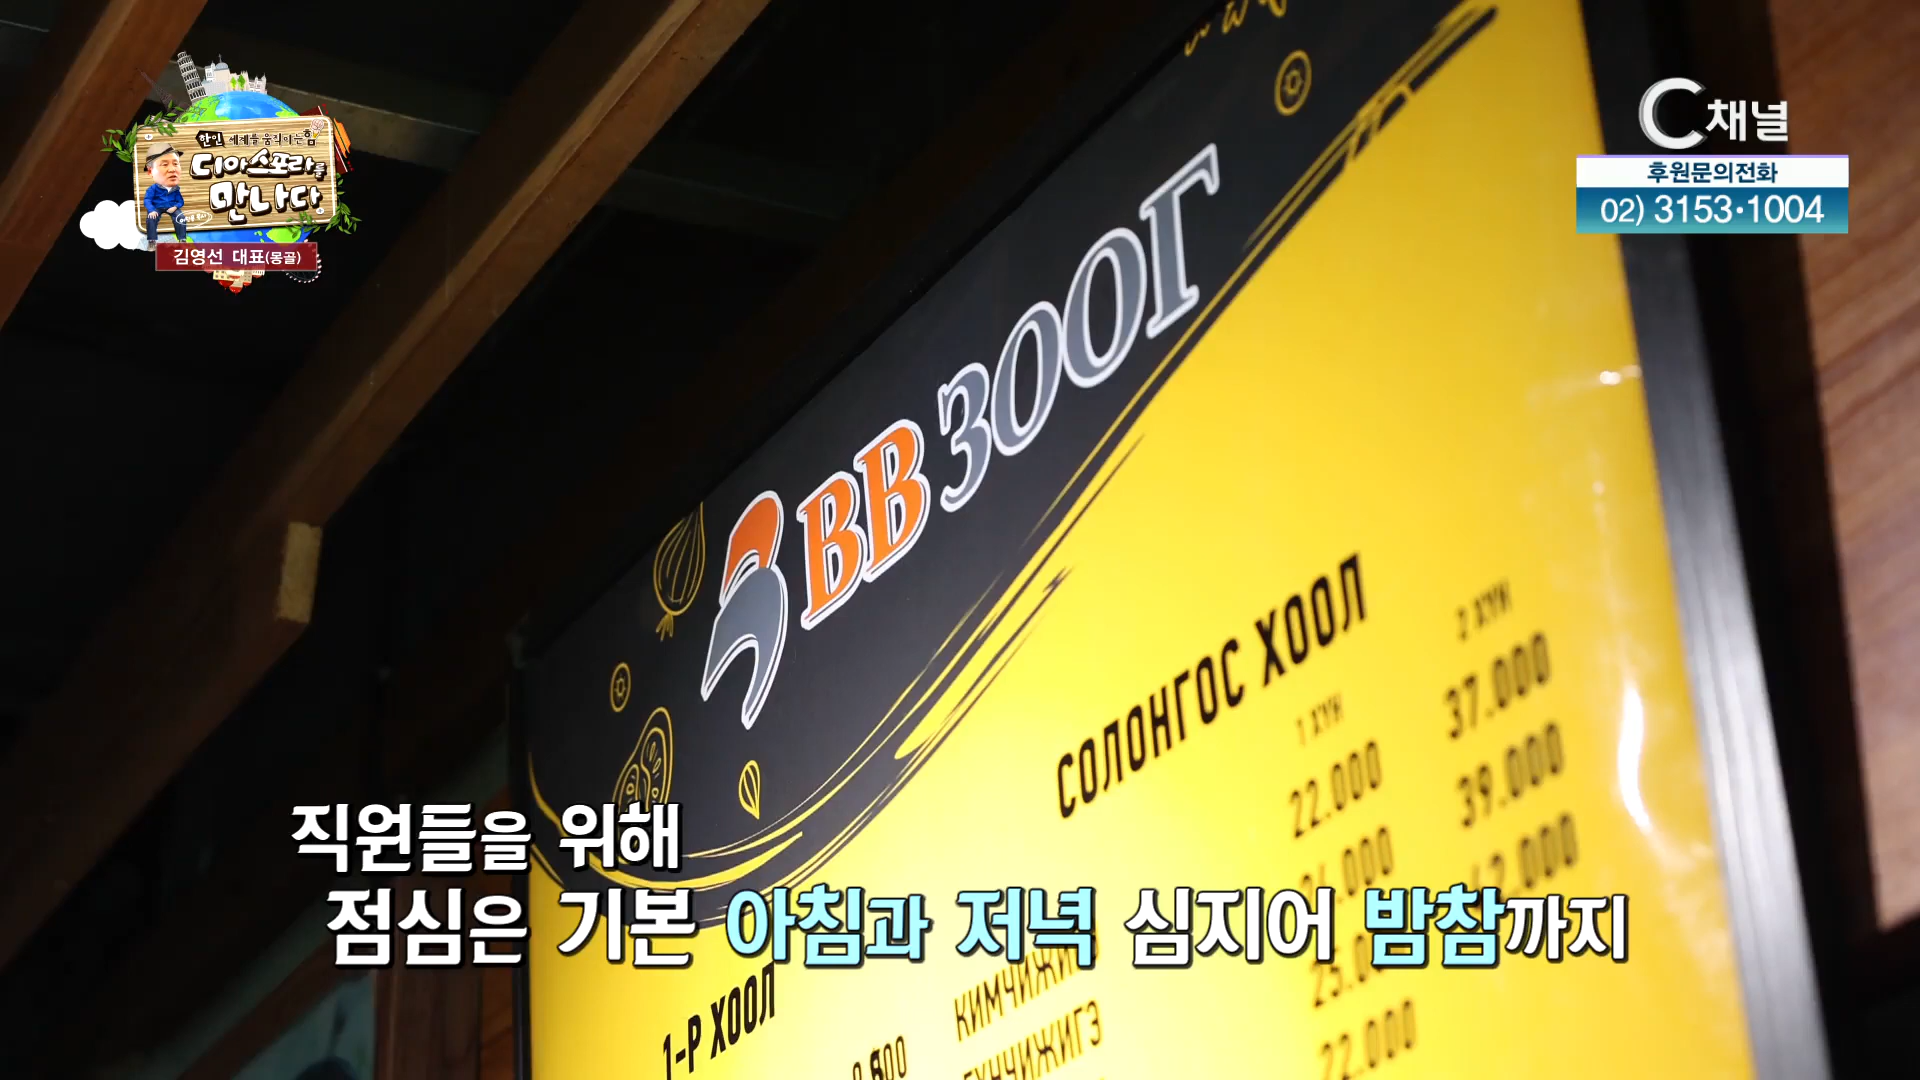 한인 세계를 움직이는 힘
디아스포라를
만나다
김영선 대표(몽골)
C채널
후원문의전화
02) 3153·1004
BB ЗООГ
СОЛОНГОС ХООЛ
1 ХҮН
2 ХҮН
22.000
37.000
39.000
.000
.000
22.000
1-Р ХООЛ
КИМЧИЖИГЭ
직원들을 위해
점심은 기본 아침과 저녁 심지어 밤참까지